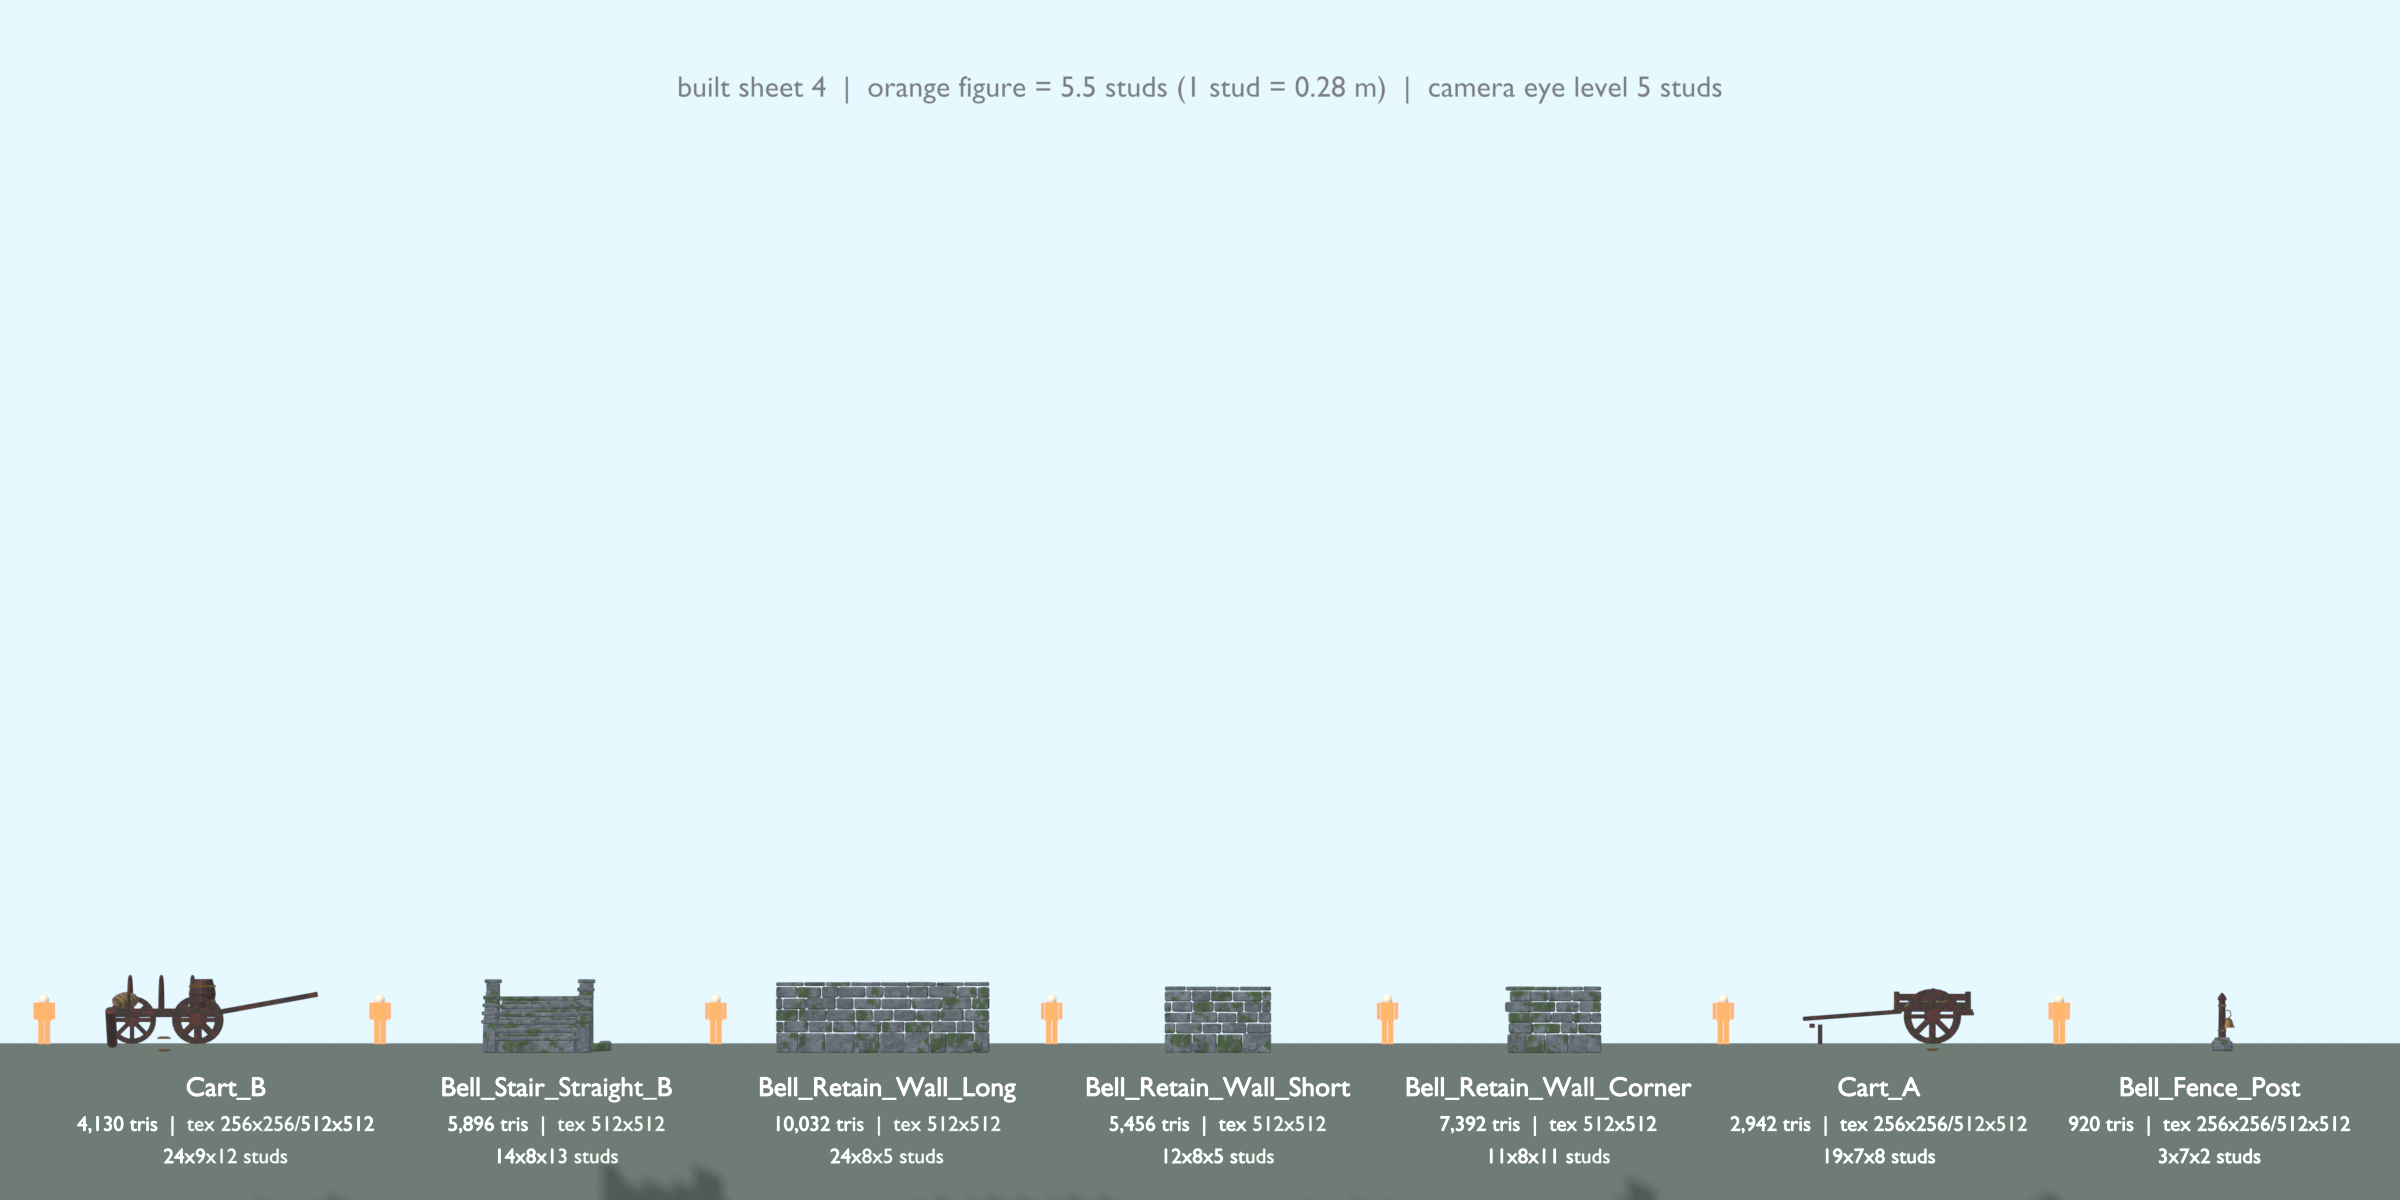 built sheet 4 | orange figure = 5.5 studs (1 stud = 0.28 m) | camera eye level 5 studs
Cart_B
4,130 tris | tex 256x256/512x512
24x9x12 studs
Bell_Stair_Straight_B
5,896 tris | tex 512x512
14x8x13 studs
Bell_Retain_Wall_Long
10,032 tris | tex 512x512
24x8x5 studs
Bell_Retain_Wall_Short
5,456 tris | tex 512x512
12x8x5 studs
Bell_Retain_Wall_Corner
7,392 tris | tex 512x512
11x8x11 studs
Cart_A
2,942 tris | tex 256x256/512x512
19x7x8 studs
Bell_Fence_Post
920 tris | tex 256x256/512x512
3x7x2 studs